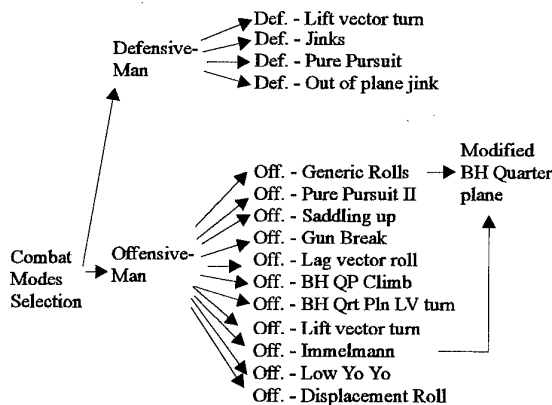 Def. - Lift vector turn
Def. - Jinks
Def. - Pure Pursuit
Def. - Out of plane jink
Defensive-
Man
Combat
Modes
Selection
Offensive-
Man
Off. - Generic Rolls
Off. - Pure Pursuit II
Off. - Saddling up
Off. - Gun Break
Off. - Lag vector roll
Off. - BH QP Climb
Off. - BH Qrt Pln LV turn
Off. - Lift vector turn
Off. - Immelmann
Off. - Low Yo Yo
Off. - Displacement Roll
Modified
BH Quarter
plane